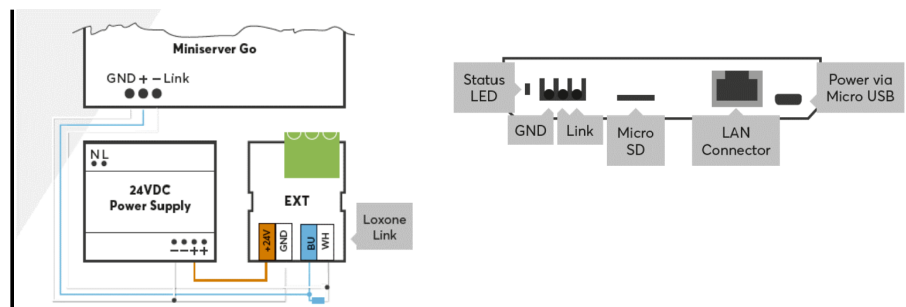 Miniserver Go
GND + − Link
N L
24VDC
Power Supply
− − + +
EXT
+24V
GND
BU
WH
Loxone
Link
Status
LED
GND
Link
Micro
SD
LAN
Connector
Power via
Micro USB